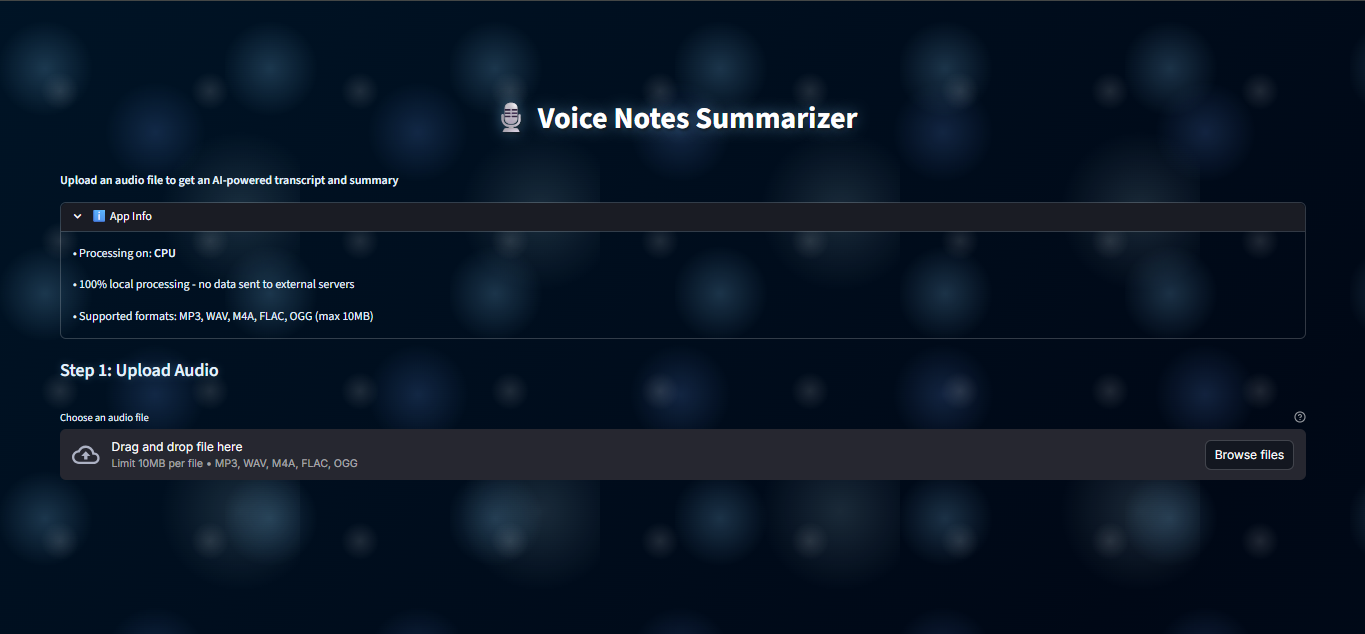 Voice Notes Summarizer
Upload an audio file to get an AI-powered transcript and summary
App Info
• Processing on: CPU
• 100% local processing - no data sent to external servers
• Supported formats: MP3, WAV, M4A, FLAC, OGG (max 10MB)
Step 1: Upload Audio
Choose an audio file
Drag and drop file here
Limit 10MB per file • MP3, WAV, M4A, FLAC, OGG
Browse files